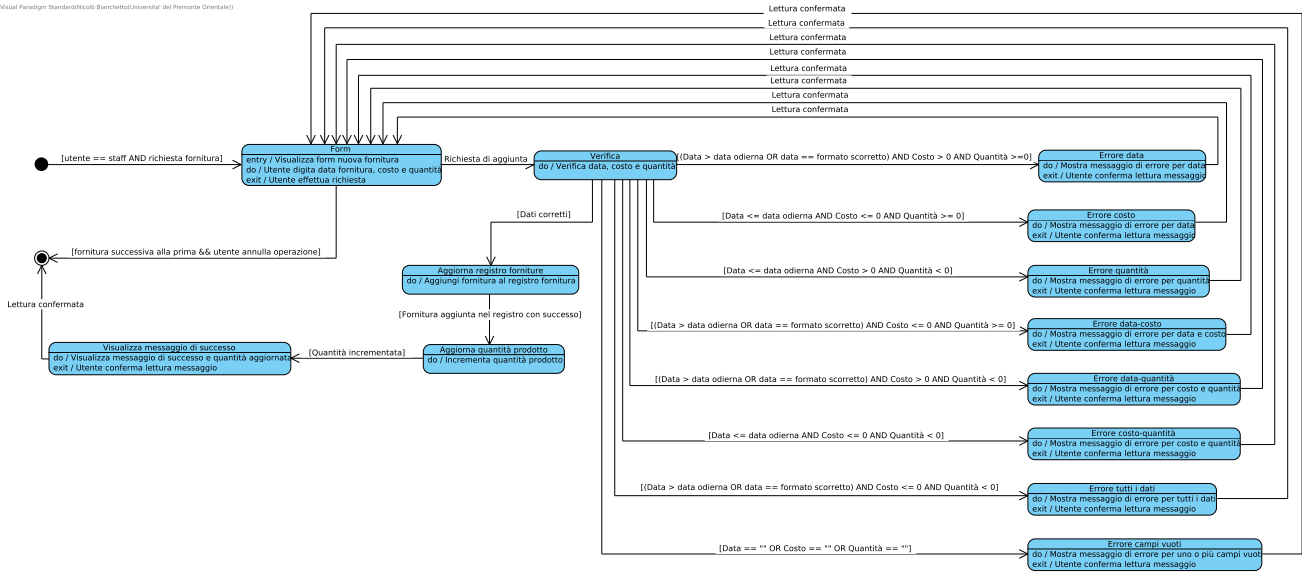 Visual Paradigm Standard(Nicolò Bianchetto(Universita' del Piemonte Orientale))
Lettura confermata
Lettura confermata
Lettura confermata
Lettura confermata
Lettura confermata
Lettura confermata
Lettura confermata
Lettura confermata
[utente == staff AND richiesta fornitura]
Form
entry / Visualizza form nuova fornitura
do / Utente digita data fornitura, costo e quantità
exit / Utente effettua richiesta
Richiesta di aggiunta
Verifica
do / Verifica data, costo e quantità
[(Data > data odierna OR data == formato scorretto) AND Costo > 0 AND Quantità >=0]
Errore data
do / Mostra messaggio di errore per data
exit / Utente conferma lettura messaggio
[Dati corretti]
[Data <= data odierna AND Costo <= 0 AND Quantità >= 0]
Errore costo
do / Mostra messaggio di errore per data
exit / Utente conferma lettura messaggio
[fornitura successiva alla prima && utente annulla operazione]
Aggiorna registro forniture
do / Aggiungi fornitura al registro fornitura
[Data <= data odierna AND Costo > 0 AND Quantità < 0]
Errore quantità
do / Mostra messaggio di errore per quantità
exit / Utente conferma lettura messaggio
Lettura confermata
[Fornitura aggiunta nel registro con successo]
[(Data > data odierna OR data == formato scorretto) AND Costo <= 0 AND Quantità >= 0]
Errore data-costo
do / Mostra messaggio di errore per data e costo
exit / Utente conferma lettura messaggio
Visualizza messaggio di successo
do / Visualizza messaggio di successo e quantità aggiornata
exit / Utente conferma lettura messaggio
[Quantità incrementata]
Aggiorna quantità prodotto
do / Incrementa quantità prodotto
[(Data > data odierna OR data == formato scorretto) AND Costo > 0 AND Quantità < 0]
Errore data-quantità
do / Mostra messaggio di errore per costo e quantità
exit / Utente conferma lettura messaggio
[Data <= data odierna AND Costo <= 0 AND Quantità < 0]
Errore costo-quantità
do / Mostra messaggio di errore per costo e quantità
exit / Utente conferma lettura messaggio
[(Data > data odierna OR data == formato scorretto) AND Costo <= 0 AND Quantità < 0]
Errore tutti i dati
do / Mostra messaggio di errore per tutti i dati
exit / Utente conferma lettura messaggio
[Data == "" OR Costo == "" OR Quantità == ""]
Errore campi vuoti
do / Mostra messaggio di errore per uno o più campi vuoti
exit / Utente conferma lettura messaggio